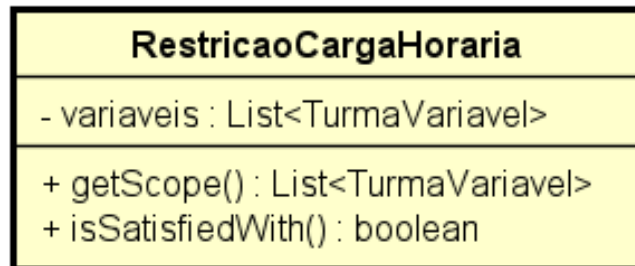 RestricaoCargaHoraria
- variaveis : List<TurmaVariavel>
+ getScope() : List<TurmaVariavel>
+ isSatisfiedWith() : boolean